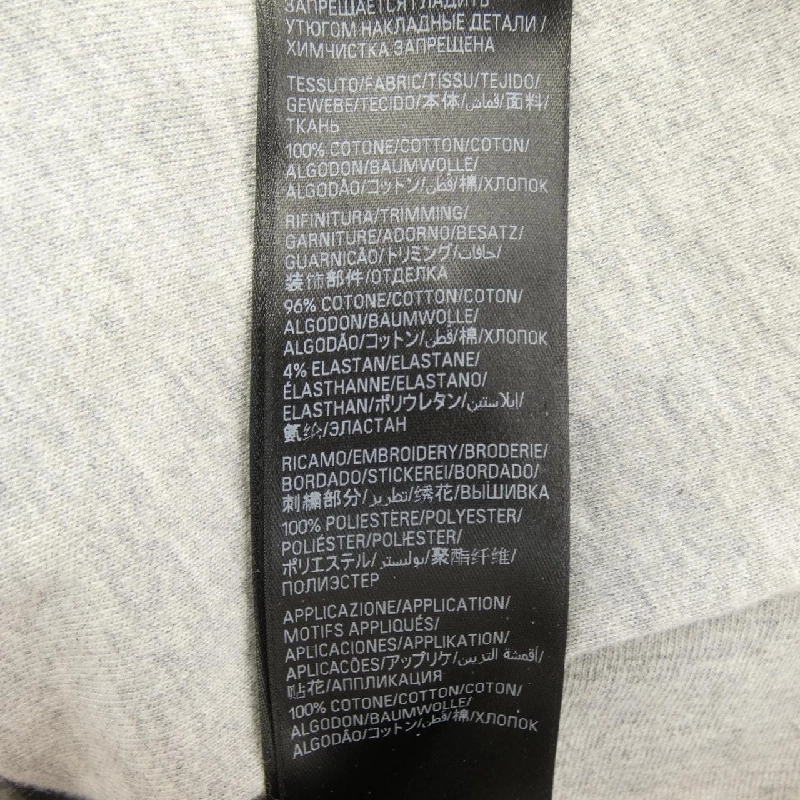 ЗАПРЕЩАЕТСЯ ГЛАДИТЬ
УТЮГОМ НАКЛАДНЫЕ ДЕТАЛИ /
ХИМЧИСТКА ЗАПРЕЩЕНА
TESSUTO/FABRIC/TISSU/TEJIDO/
GEWEBE/TECIDO/本体/قماش/面料/
ТКАНЬ
100% COTONE/COTTON/COTON/
ALGODON/BAUMWOLLE/
ALGODÃO/コットン/قطن/棉/ХЛОПОК
RIFINITURA/TRIMMING/
GARNITURE/ADORNO/BESATZ/
GUARNICÃO/トリミング/حافات/
装饰部件/ОТДЕЛКА
96% COTONE/COTTON/COTON/
ALGODON/BAUMWOLLE/
ALGODÃO/コットン/قطن/棉/ХЛОПОК
4% ELASTAN/ELASTANE/
ÉLASTHANNE/ELASTANO/
ELASTHAN/ポリウレタン/إيلاستين/
氨纶/ЭЛАСТАН
RICAMO/EMBROIDERY/BRODERIE/
BORDADO/STICKEREI/BORDADO/
刺繍部分/تطريز/绣花/ВЫШИВКА
100% POLIESTERE/POLYESTER/
POLIÉSTER/POLIESTER/
ポリエステル/بوليستر/聚酯纤维/
ПОЛИЭСТЕР
APPLICAZIONE/APPLICATION/
MOTIFS APPLIQUÉS/
APLICACIONES/APPLIKATION/
APLICACÕES/アップリケ/أقمشة التزيين/
贴花/АППЛИКАЦИЯ
100% COTONE/COTTON/COTON/
ALGODON/BAUMWOLLE/
ALGODÃO/コットン/قطن/棉/ХЛОПОК